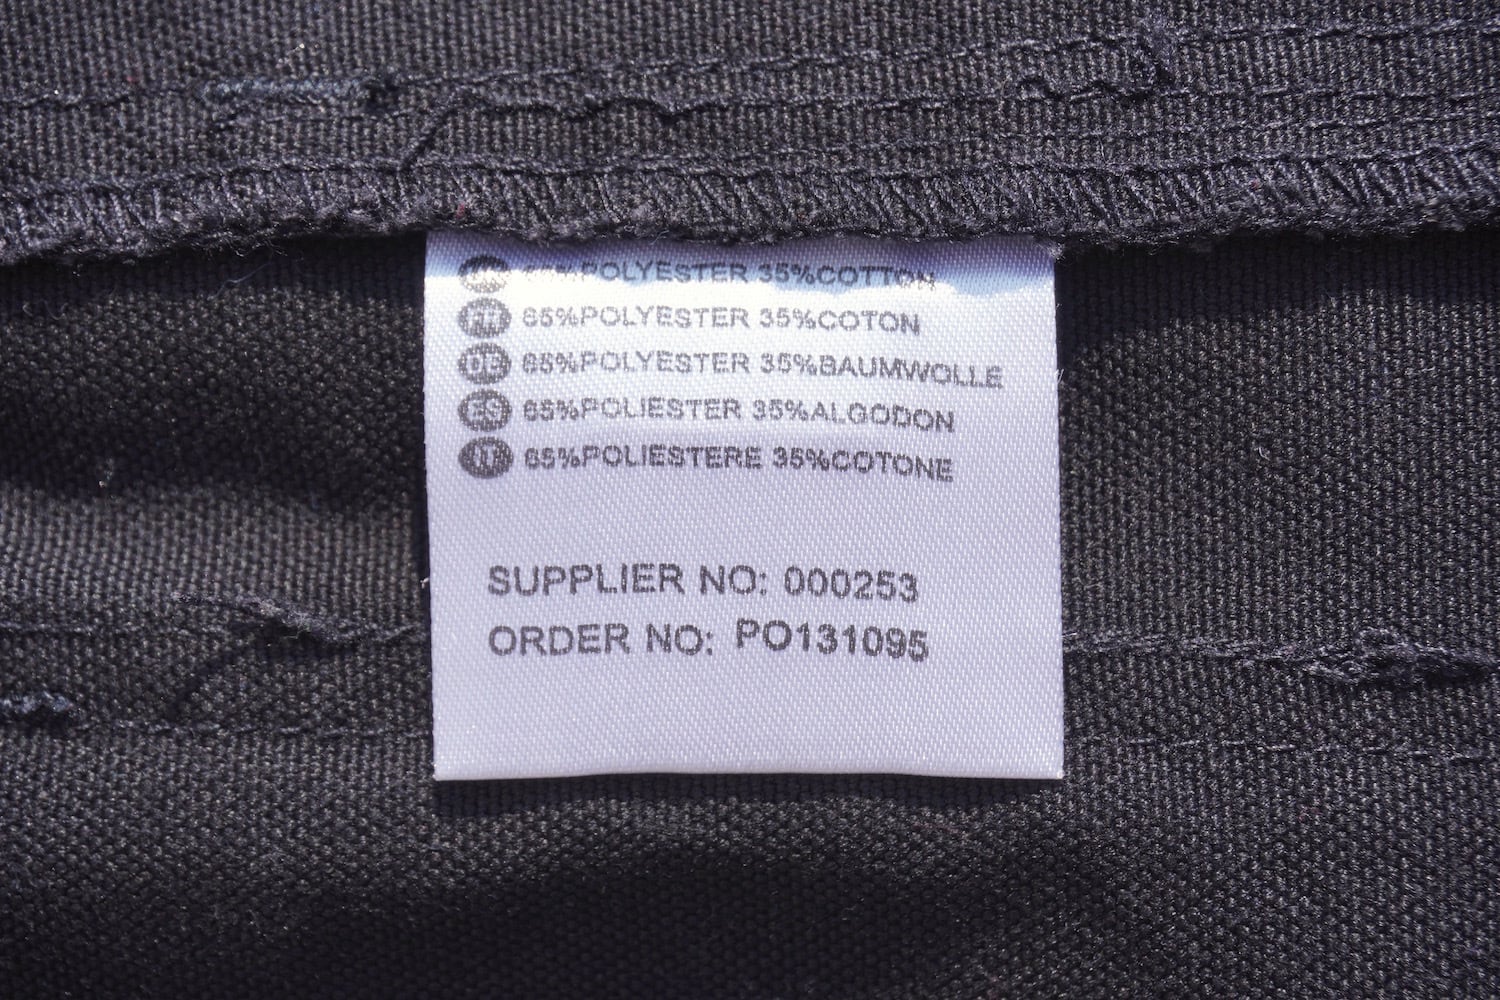 65%POLYESTER 35%COTTON
FR 65%POLYESTER 35%COTON
DE 65%POLYESTER 35%BAUMWOLLE
ES 65%POLIESTER 35%ALGODON
IT 65%POLIESTERE 35%COTONE
SUPPLIER NO: 000253
ORDER NO: PO131095